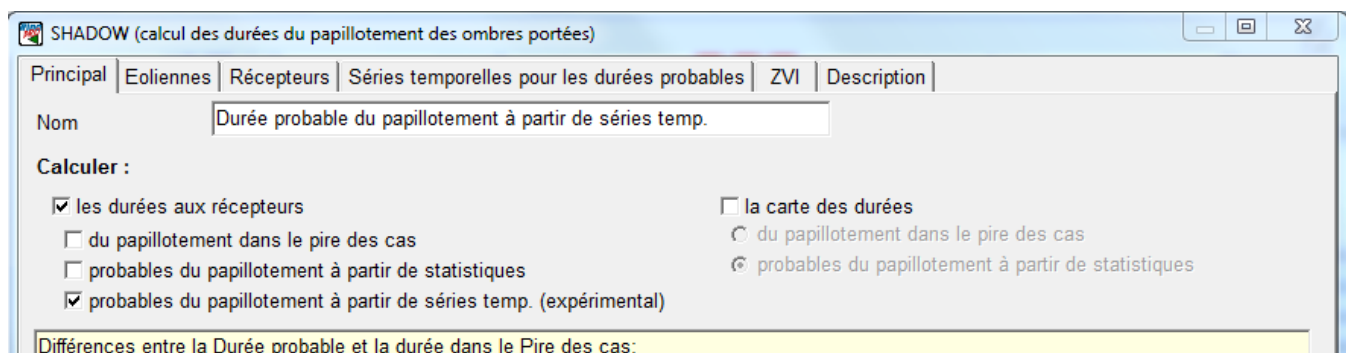 SHADOW (calcul des durées du papillotement des ombres portées)
Principal Eoliennes Récepteurs Séries temporelles pour les durées probables ZVI Description
Nom Durée probable du papillotement à partir de séries temp.
Calculer :
les durées aux récepteurs la carte des durées
du papillotement dans le pire des cas du papillotement dans le pire des cas
probables du papillotement à partir de statistiques probables du papillotement à partir de statistiques
probables du papillotement à partir de séries temp. (expérimental)
Différences entre la Durée probable et la durée dans le Pire des cas: